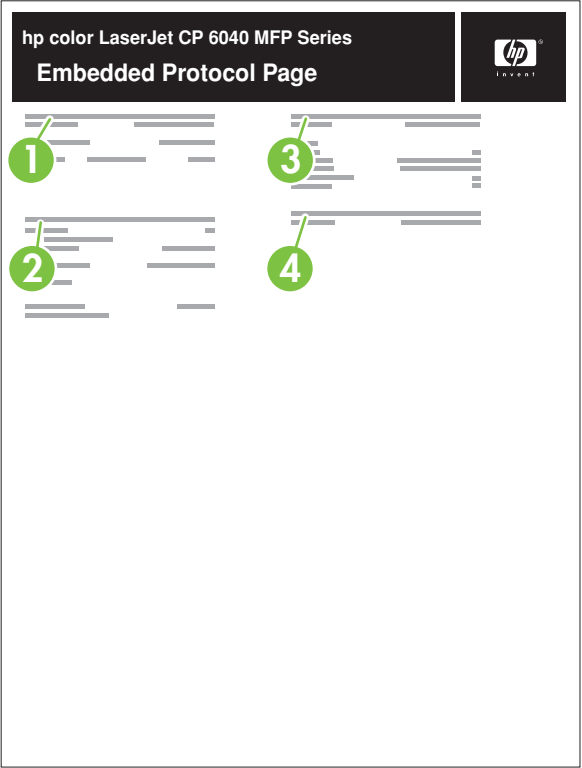 hp color LaserJet CP 6040 MFP Series
Embedded Protocol Page
hp
®
invent
1
3
2
4